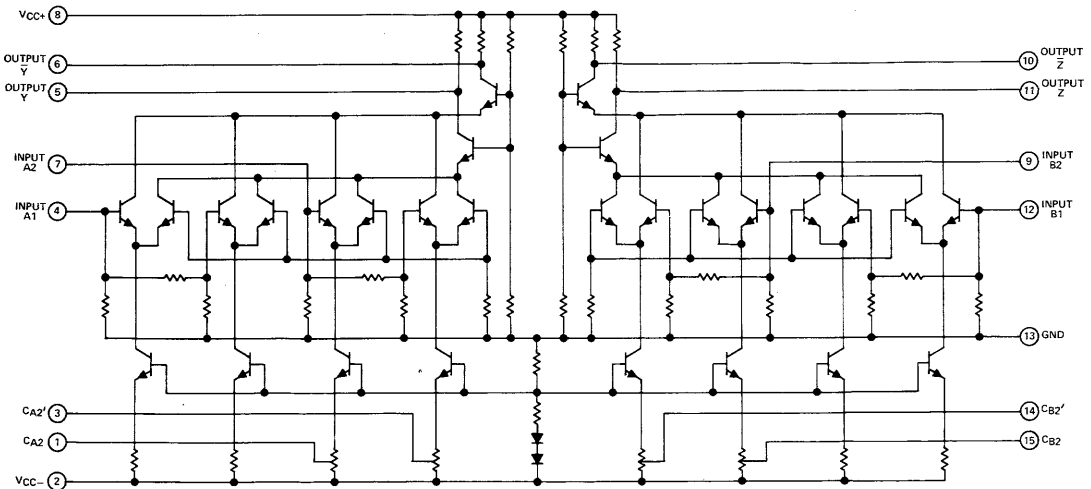 VCC+ 8
OUTPUT Y̅ 6
OUTPUT Y 5
INPUT A2 7
INPUT A1 4
CA2' 3
CA2 1
VCC- 2
10 OUTPUT Z̅
11 OUTPUT Z
9 INPUT B2
12 INPUT B1
13 GND
14 CB2'
15 CB2